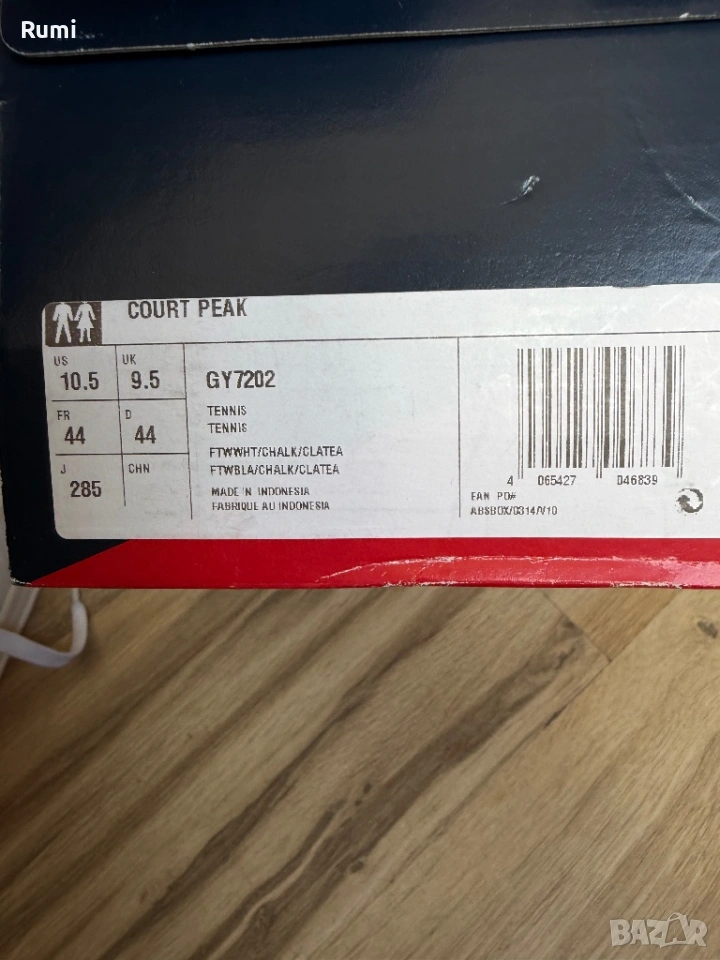 Rumi
COURT PEAK
US 10.5 UK 9.5
FR 44 D 44
J 285 CHN
GY7202
TENNIS
TENNIS
FTWWHT/CHALK/CLATEA
FTWBLA/CHALK/CLATEA
MADE IN INDONESIA
FABRIQUE AU INDONESIA
4 065427 046839
EAN PO#
ABSBOX/0314/V10
BAZAR